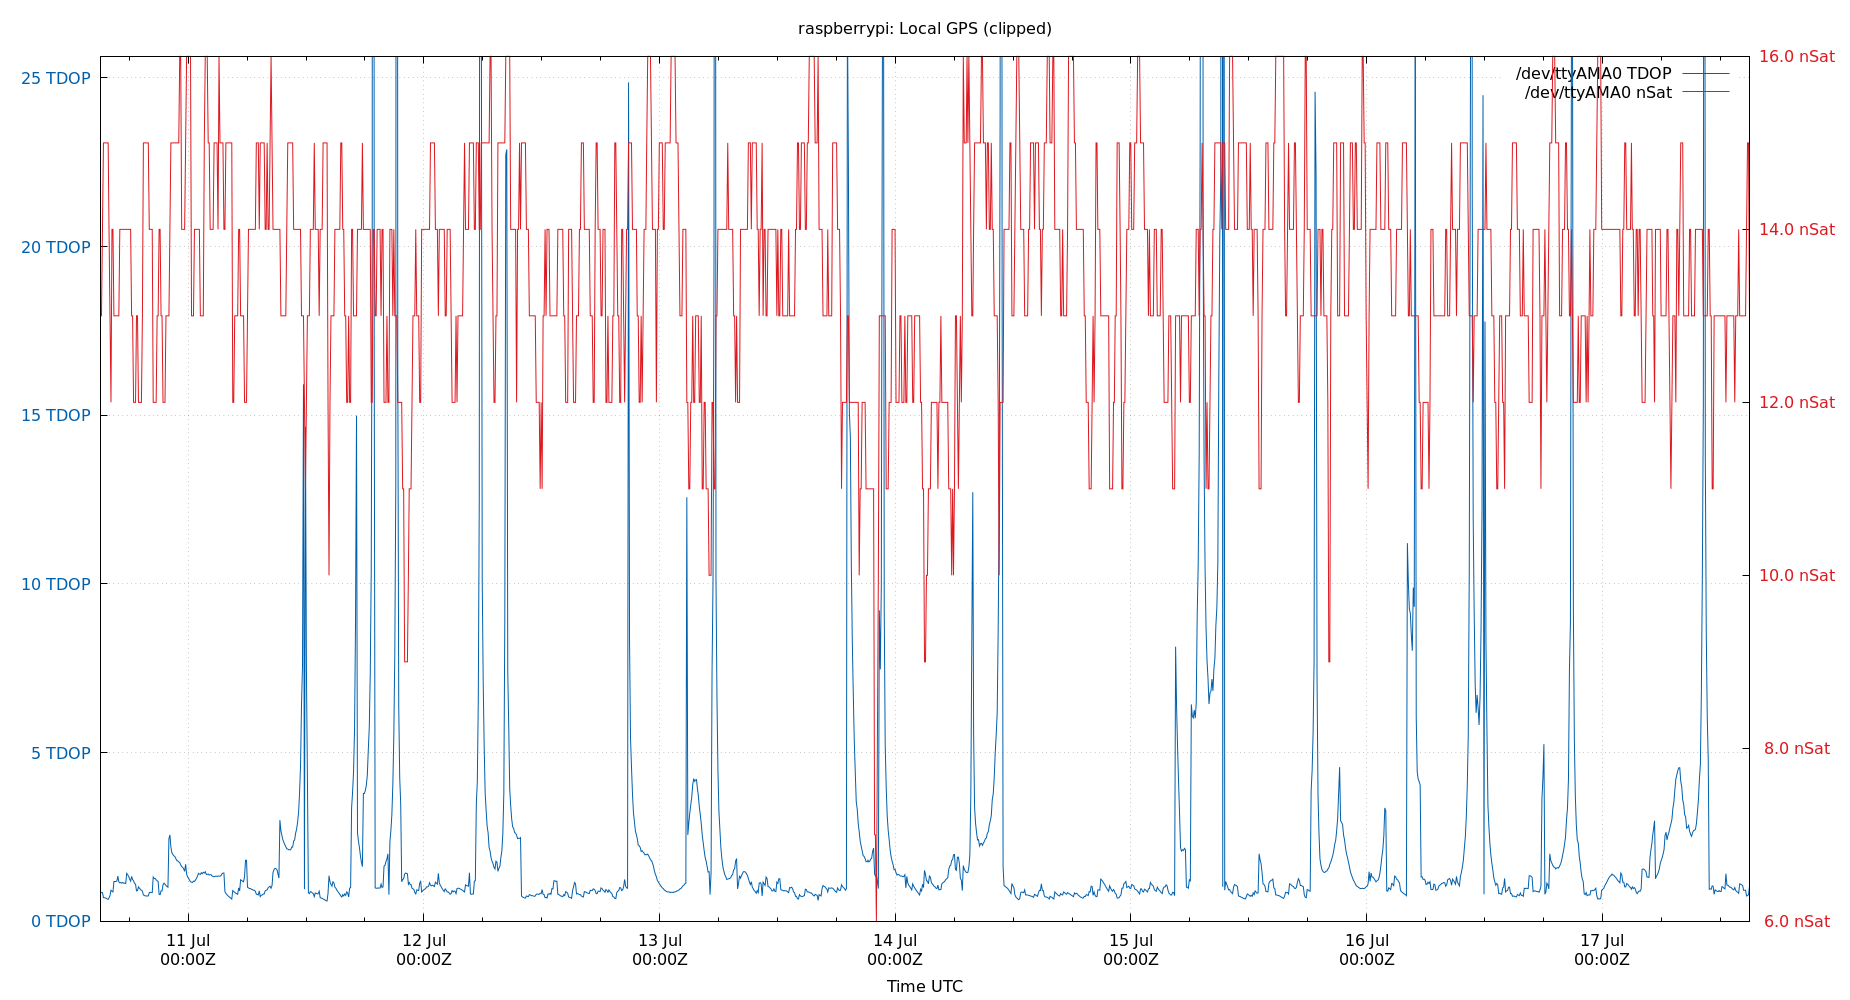 raspberrypi: Local GPS (clipped)
25 TDOP
20 TDOP
15 TDOP
10 TDOP
5 TDOP
0 TDOP
16.0 nSat
14.0 nSat
12.0 nSat
10.0 nSat
8.0 nSat
6.0 nSat
/dev/ttyAMA0 TDOP
/dev/ttyAMA0 nSat
11 Jul
00:00Z
12 Jul
00:00Z
13 Jul
00:00Z
14 Jul
00:00Z
15 Jul
00:00Z
16 Jul
00:00Z
17 Jul
00:00Z
Time UTC